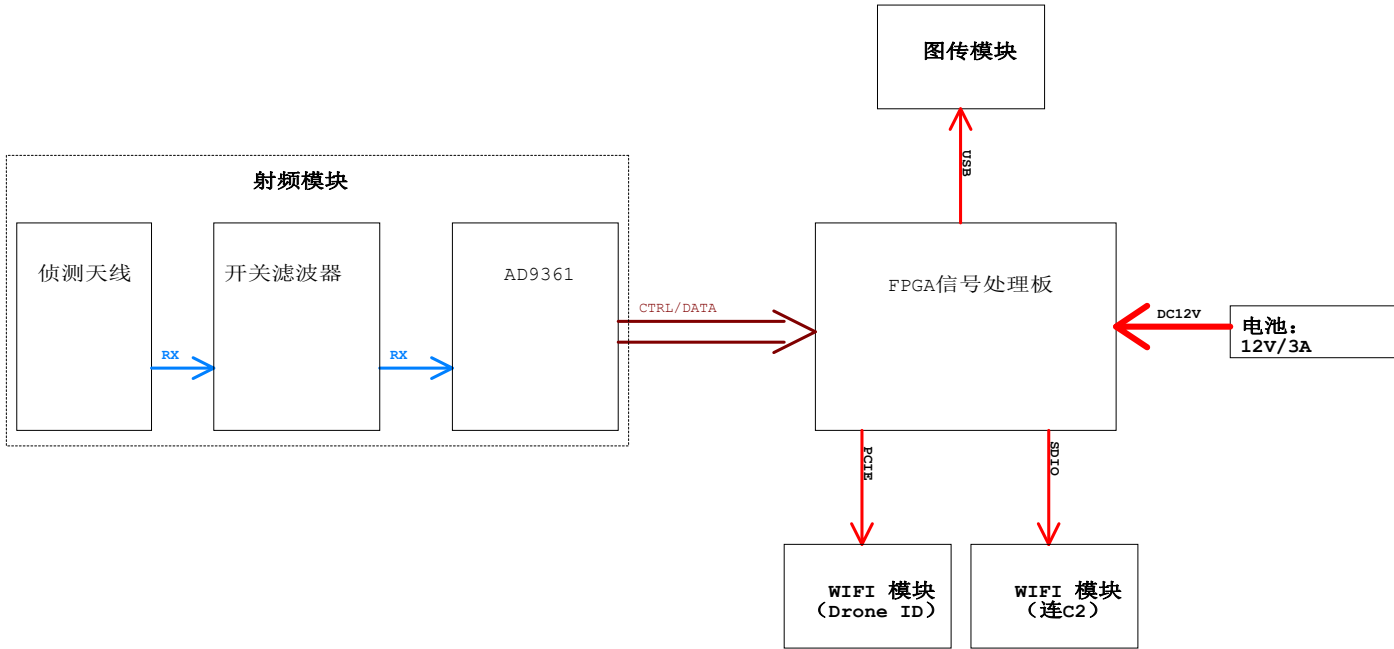 图传模块
USB
射频模块
侦测天线
开关滤波器
AD9361
FPGA信号处理板
CTRL/DATA
RX
RX
DC12V
电池：
12V/3A
PCIE
SDIO
WIFI 模块
（Drone ID）
WIFI 模块
（连C2）